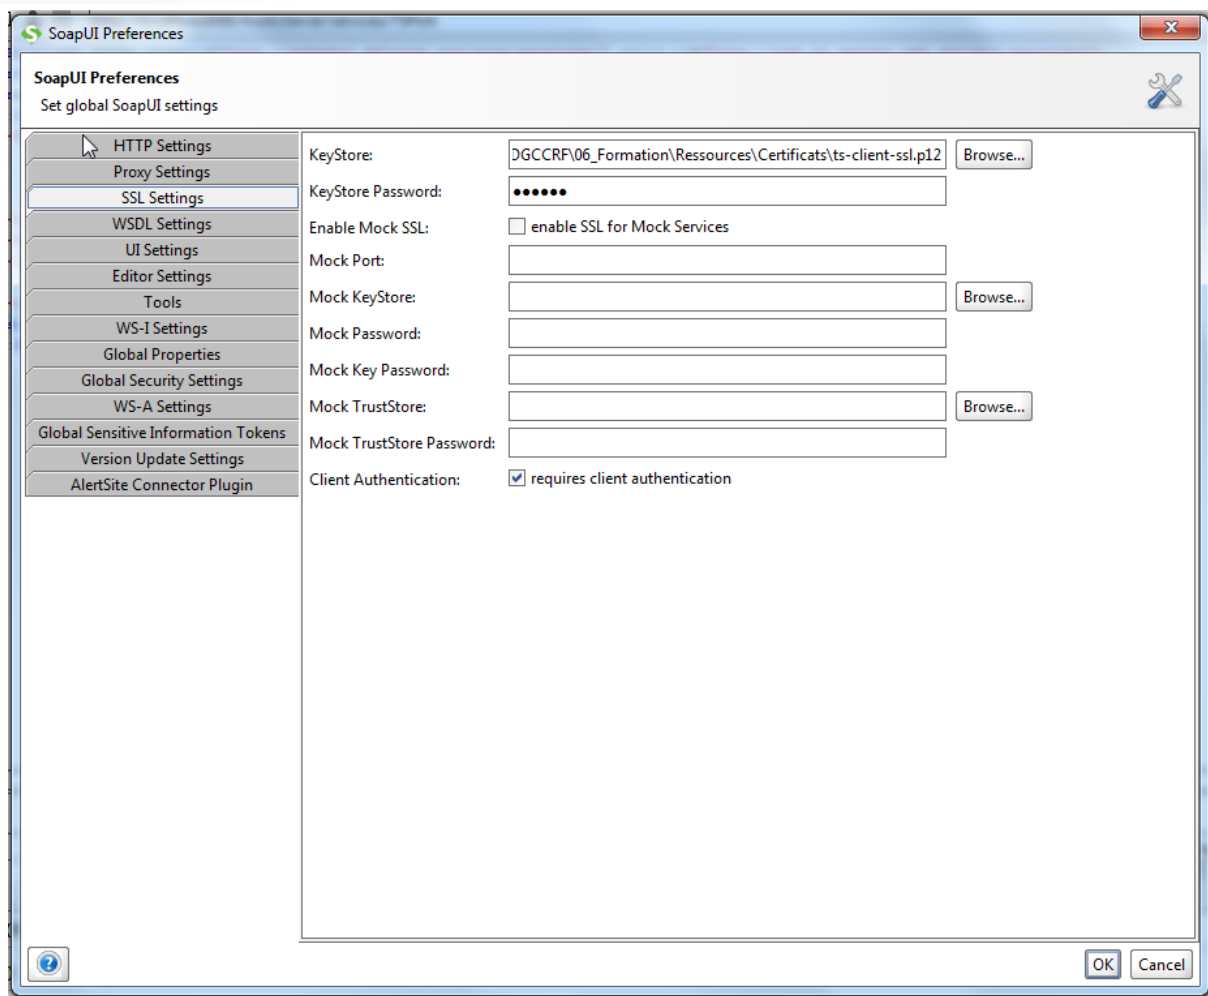 SoapUI Preferences
X
SoapUI Preferences
Set global SoapUI settings
HTTP Settings
Proxy Settings
SSL Settings
WSDL Settings
UI Settings
Editor Settings
Tools
WS-I Settings
Global Properties
Global Security Settings
WS-A Settings
Global Sensitive Information Tokens
Version Update Settings
AlertSite Connector Plugin
KeyStore: DGCCRF\06_Formation\Ressources\Certificats\ts-client-ssl.p12 Browse...
KeyStore Password: ••••••
Enable Mock SSL: enable SSL for Mock Services
Mock Port:
Mock KeyStore: Browse...
Mock Password:
Mock Key Password:
Mock TrustStore: Browse...
Mock TrustStore Password:
Client Authentication: requires client authentication
? OK Cancel